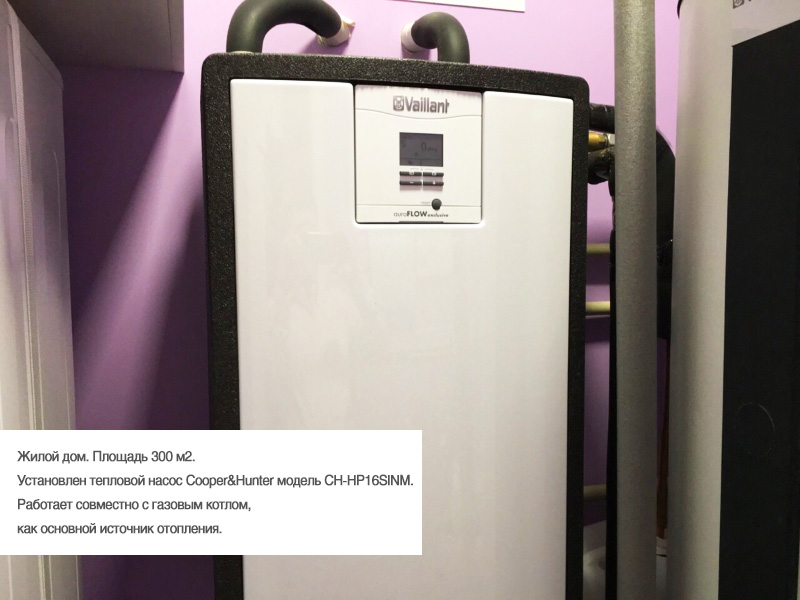 Vaillant
auroFLOW exclusive
Жилой дом. Площадь 300 м2.
Установлен тепловой насос Cooper&Hunter модель CH-HP16SINM.
Работает совместно с газовым котлом,
как основной источник отопления.